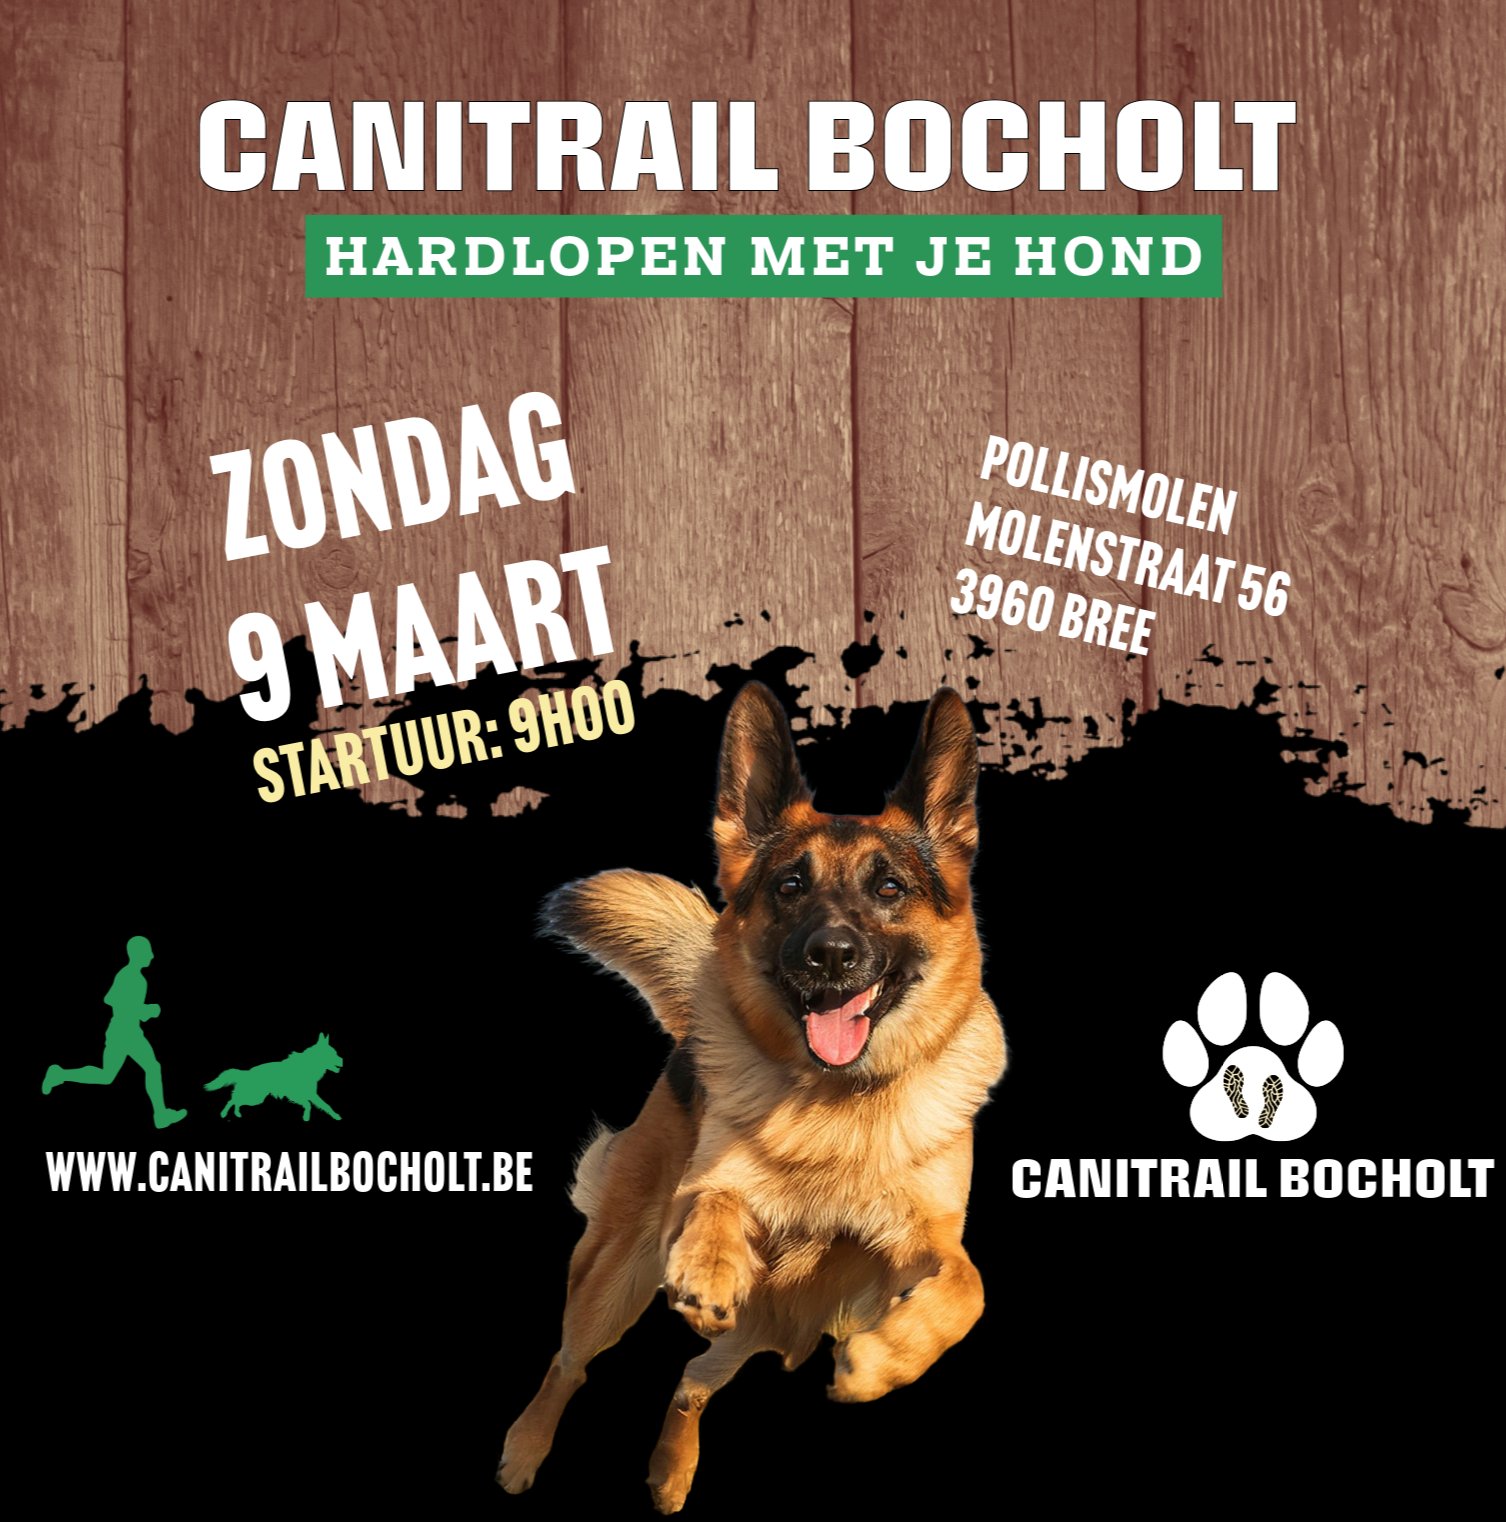 CANITRAIL BOCHOLT
HARDLOPEN MET JE HOND
ZONDAG
9 MAART
STARTUUR: 9H00
POLLISMOLEN
MOLENSTRAAT 56
3960 BREE
WWW.CANITRAILBOCHOLT.BE
CANITRAIL BOCHOLT